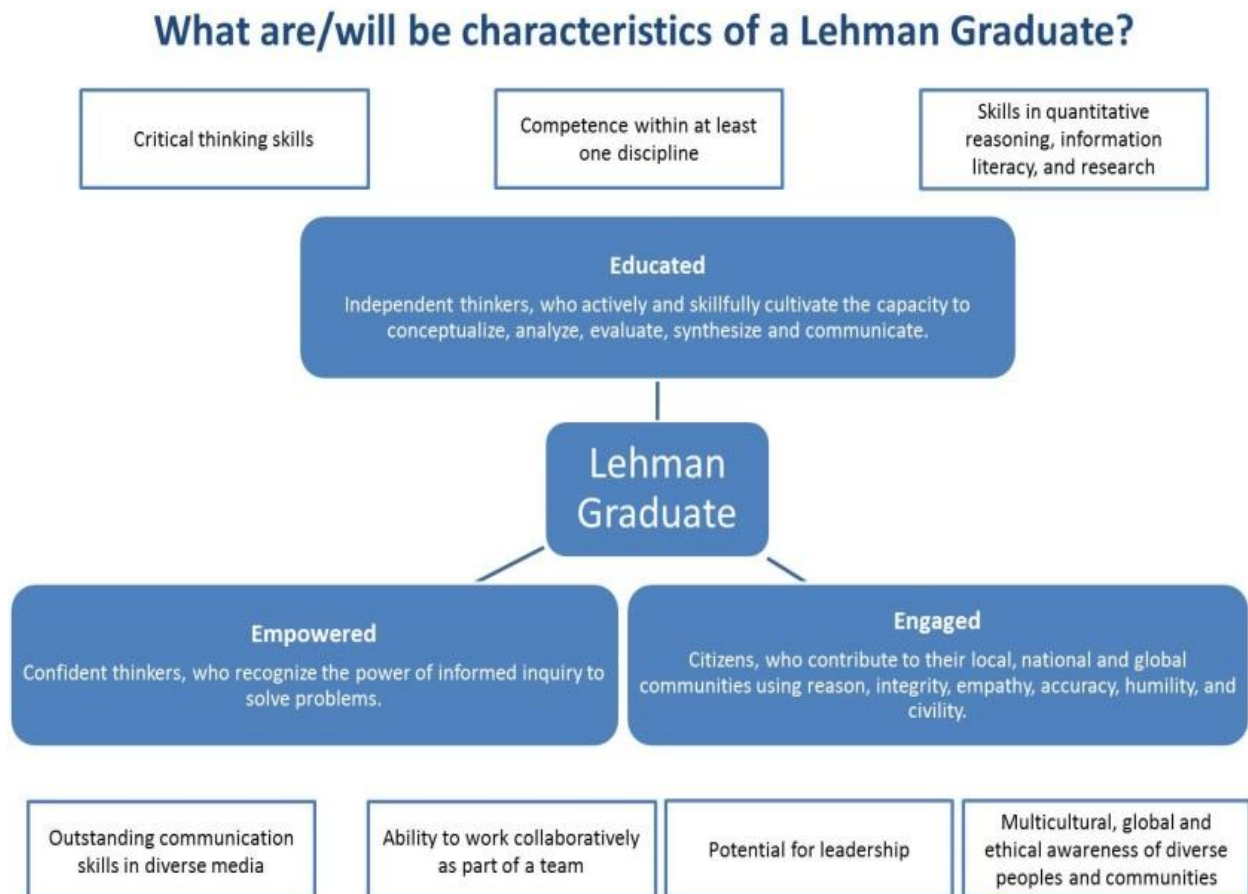 What are/will be characteristics of a Lehman Graduate?
Critical thinking skills
Competence within at least
one discipline
Skills in quantitative
reasoning, information
literacy, and research
Educated
Independent thinkers, who actively and skillfully cultivate the capacity to
conceptualize, analyze, evaluate, synthesize and communicate.
Lehman
Graduate
Empowered
Confident thinkers, who recognize the power of informed inquiry to
solve problems.
Engaged
Citizens, who contribute to their local, national and global
communities using reason, integrity, empathy, accuracy, humility, and
civility.
Outstanding communication
skills in diverse media
Ability to work collaboratively
as part of a team
Potential for leadership
Multicultural, global and
ethical awareness of diverse
peoples and communities